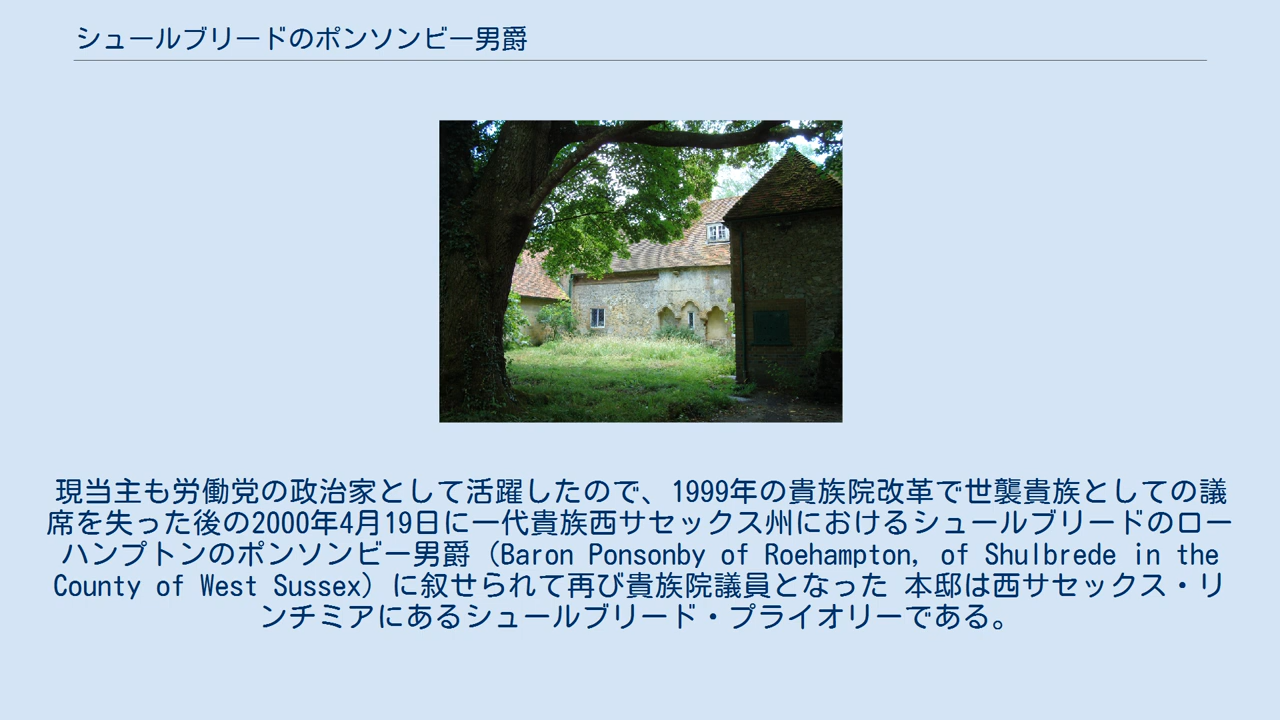 シュールブリードのポンソンビー男爵
現当主も労働党の政治家として活躍したので、1999年の貴族院改革で世襲貴族としての議
席を失った後の2000年4月19日に一代貴族西サセックス州におけるシュールブリードのロー
ハンプトンのポンソンビー男爵（Baron Ponsonby of Roehampton, of Shulbrede in the
County of West Sussex）に叙せられて再び貴族院議員となった 本邸は西サセックス・リ
ンチミアにあるシュールブリード・プライオリーである。